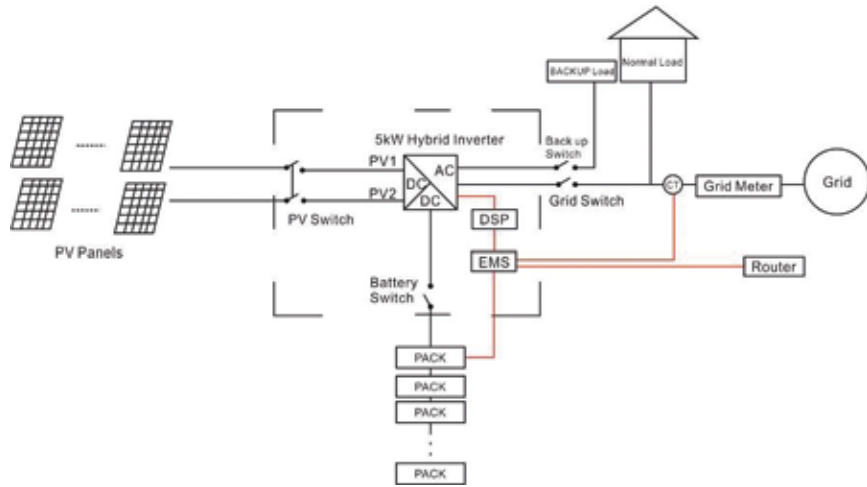 BACKUP Load
Normal Load
5kW Hybrid Inverter
Back up
Switch
PV1
AC
DC
PV2
DC
CT
Grid Meter
Grid
PV Switch
DSP
Grid Switch
PV Panels
EMS
Router
Battery
Switch
PACK
PACK
PACK
PACK